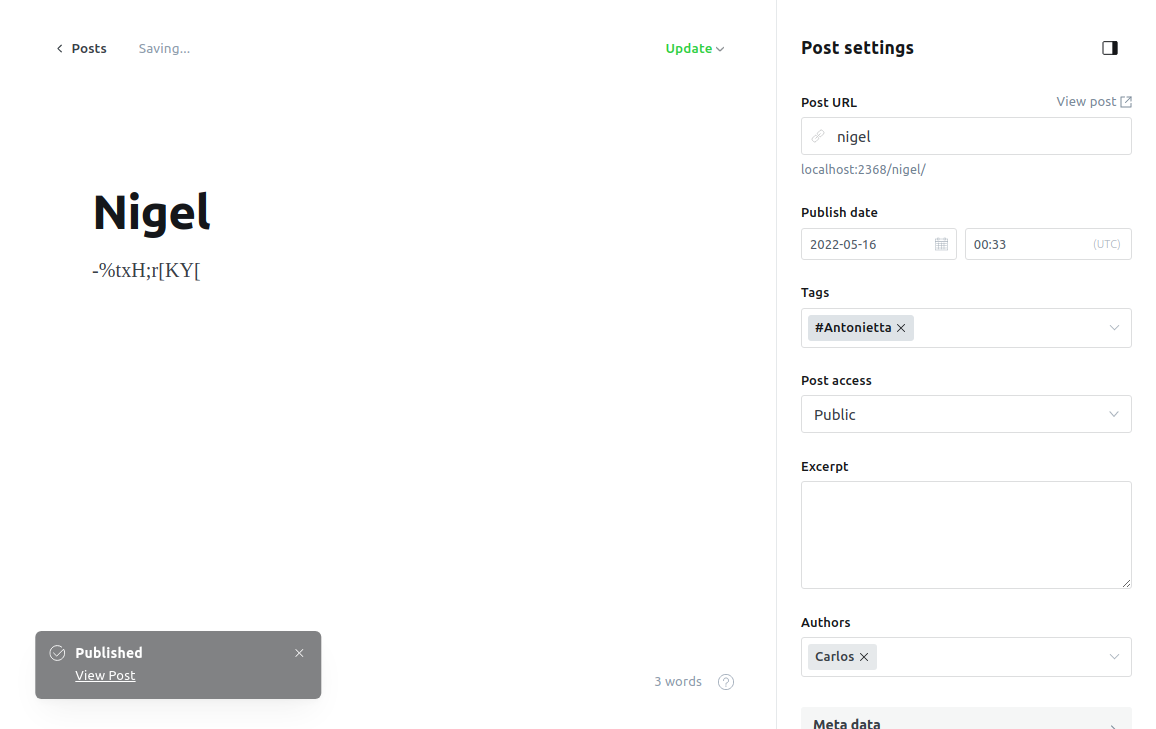 Posts
Saving...
Update
Post settings
Post URL
View post
nigel
localhost:2368/nigel/
Nigel
-%txH;r[KY[
Publish date
2022-05-16
00:33
(UTC)
Tags
#Antonietta
Post access
Public
Excerpt
Authors
Carlos
Published
View Post
3 words
?
Meta data